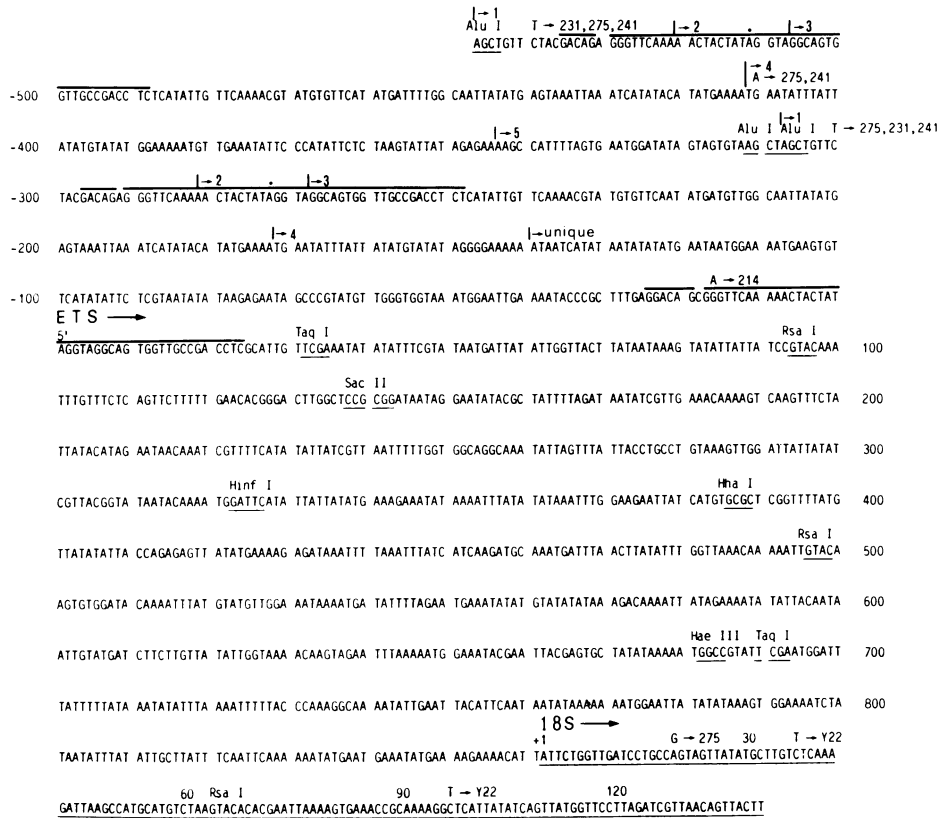 |→1
Alu I T → 231,275,241 |→2 . |→3
AGCTGTT CTACGACAGA GGGTTCAAAA ACTACTATAG GTAGGCAGTG
|→4
A → 275,241
-500 GTTGCCGACC TCTCATATTG TTCAAAACGT ATGTGTTCAT ATGATTTTGG CAATTATATG AGTAAATTAA ATCATATACA TATGAAAATG AATATTTATT
|→5 Alu I |→1 Alu I T → 275,231,241
-400 ATATGTATAT GGAAAAATGT TGAAATATTC CCATATTCTC TAAGTATTAT AGAGAAAAGC CATTTTAGTG AATGGATATA GTAGTGTAAG CTAGCTGTTC
|→2 . |→3
-300 TACGACAGAG GGTTCAAAAA CTACTATAGG TAGGCAGTGG TTGCCGACCT CTCATATTGT TCAAAACGTA TGTGTTCAAT ATGATGTTGG CAATTATATG
|→4 |→unique
-200 AGTAAATTAA ATCATATACA TATGAAAATG AATATTTATT ATATGTATAT AGGGGAAAAA ATAATCATAT AATATATATG AATAATGGAA AATGAAGTGT
A → 214
-100 TCATATATTC TCGTAATATA TAAGAGAATA GCCCGTATGT TGGGTGGTAA ATGGAATTGA AAATACCCGC TTTGAGGACAG CGGGTTCAA AAACTACTAT
ETS →
5' Taq I Rsa I
AGGTAGGCAG TGGTTGCCGA CCTCGCATTG TTCGAAATAT ATATTTCGTA TAATGATTAT ATTGGTTACT TATAATAAAG TATATTATTA TCCGTACAAA 100
Sac II
TTTGTTTCTC AGTTCTTTTT GAACACGGGA CTTGGCTCCG CGGATAATAG GAATATACGC TATTTTAGAT AATATCGTTG AAACAAAAGT CAAGTTTCTA 200
TTATACATAG AATAACAAAT CGTTTTCATA TATTATCGTT AATTTTTGGT GGCAGGCAAA TATTAGTTTA TTACCTGCCT GTAAAGTTGG ATTATTATAT 300
Hinf I Hha I
CGTTACGGTA TAATACAAAA TGGATTCATA TTATTATATG AAAGAAATAT AAAATTTATA TATAAATTTG GAAGAATTAT CATGTGCGCT CGGTTTTATG 400
Rsa I
TTATATATTA CCAGAGAGTT ATATGAAAAG AGATAAATTT TAAATTTATC ATCAAGATGC AAATGATTTA ACTTATATTT GGTTAAACAA AAATTGTACA 500
AGTGTGGATA CAAAATTTAT GTATGTTGGA AATAAAATGA TATTTTAGAA TGAAATATAT GTATATATAA AGACAAAATT ATAGAAAATA TATTACAATA 600
Hae III Taq I
ATTGTATGAT CTTCTTGTTA TATTGGTAAA ACAAGTAGAA TTTAAAAATG GAAATACGAA TTACGAGTGC TATATAAAAA TGGCCGTATT CGAATGGATT 700
TATTTTTATA AATATATTTA AAATTTTTAC CCAAAGGCAA AATATTGAAT TACATTCAAT AATATAAAAA AATGGAATTA TATATAAAGT GGAAAATCTA 800
18S →
+1 G → 275 30 T → Y22
TAATATTTAT ATTGCTTATT TCAATTCAAA AAATATGAAT GAAATATGAA AAGAAAACAT TATTCTGGTTGATCCTGCCAGTAGTTATATGCTTGTCTCAAA
60 Rsa I 90 T → Y22 120
GATTAAGCCATGCATGTCTAAGTACACACGAATTAAAAGTGAAACCGCAAAAGGCTCATTATATCAGTTATGGTTCCTTAGATCGTTAACAGTTACTT